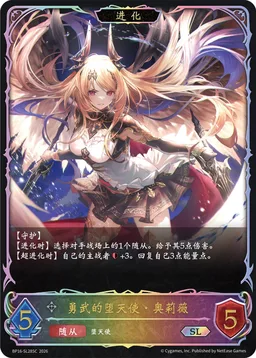 进化
【守护】
【进化时】选择对手战场上的1个随从。给予其5点伤害。
【超进化时】自己的主战者+3。回复自己3点能量点。
勇武的堕天使·奥莉薇
5
随从 堕天使
SL
5
BP16-SL28SC 2026
© Cygames, Inc. Published by NetEase Games